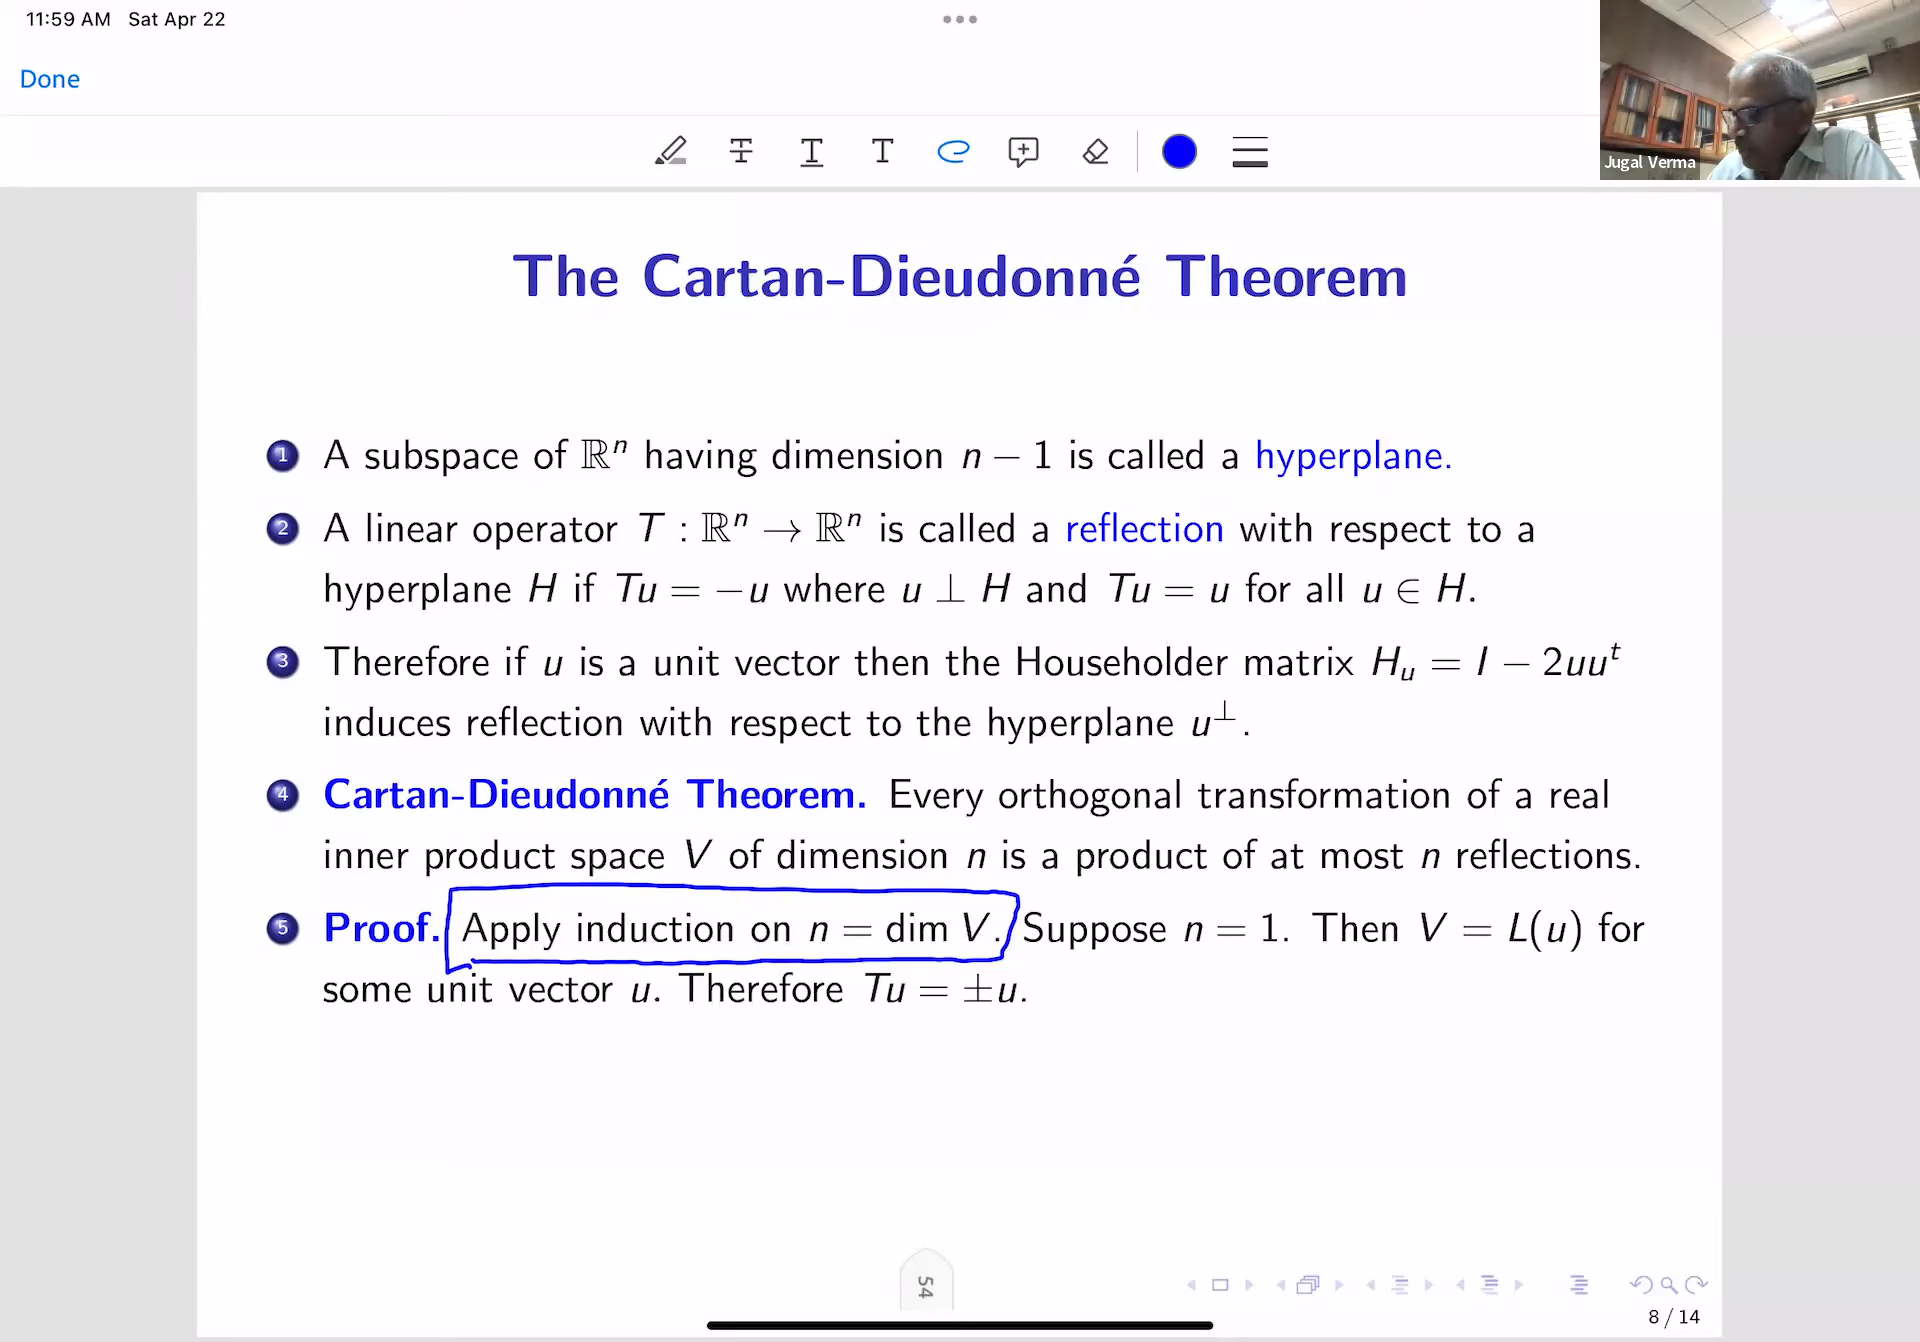 11:59 AM Sat Apr 22
Done
Jugal Verma
The Cartan-Dieudonné Theorem
1 A subspace of ℝⁿ having dimension n − 1 is called a hyperplane.
2 A linear operator T : ℝⁿ → ℝⁿ is called a reflection with respect to a
hyperplane H if Tu = −u where u ⊥ H and Tu = u for all u ∈ H.
3 Therefore if u is a unit vector then the Householder matrix Hᵤ = I − 2uuᵗ
induces reflection with respect to the hyperplane u^⊥.
4 Cartan-Dieudonné Theorem. Every orthogonal transformation of a real
inner product space V of dimension n is a product of at most n reflections.
5 Proof. Apply induction on n = dim V. Suppose n = 1. Then V = L(u) for
some unit vector u. Therefore Tu = ±u.
54
8 / 14